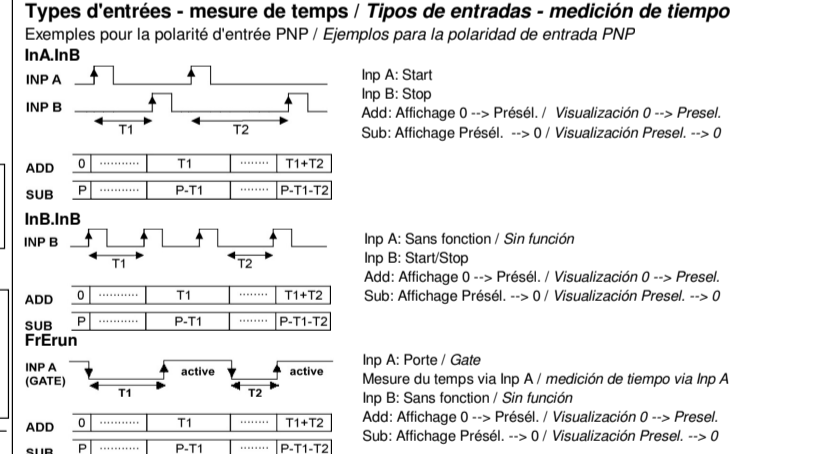 Types d'entrées - mesure de temps / Tipos de entradas - medición de tiempo
Exemples pour la polarité d'entrée PNP / Ejemplos para la polaridad de entrada PNP
InA.InB
INP A
INP B
T1 T2
Inp A: Start
Inp B: Stop
Add: Affichage 0 --> Présél. / Visualización 0 --> Presel.
Sub: Affichage Présél. --> 0 / Visualización Presel. --> 0
ADD 0 ........... T1 ........ T1+T2
SUB P ........... P-T1 ........ P-T1-T2
InB.InB
INP B
T1 T2
Inp A: Sans fonction / Sin función
Inp B: Start/Stop
Add: Affichage 0 --> Présél. / Visualización 0 --> Presel.
Sub: Affichage Présél. --> 0 / Visualización Presel. --> 0
ADD 0 ........... T1 ........ T1+T2
SUB P ........... P-T1 ........ P-T1-T2
FrErun
INP A
(GATE)
active active
T1 T2
Inp A: Porte / Gate
Mesure du temps via Inp A / medición de tiempo via Inp A
Inp B: Sans fonction / Sin función
Add: Affichage 0 --> Présél. / Visualización 0 --> Presel.
Sub: Affichage Présél. --> 0 / Visualización Presel. --> 0
ADD 0 ........... T1 ........ T1+T2
SUB P ........... P-T1 ........ P-T1-T2